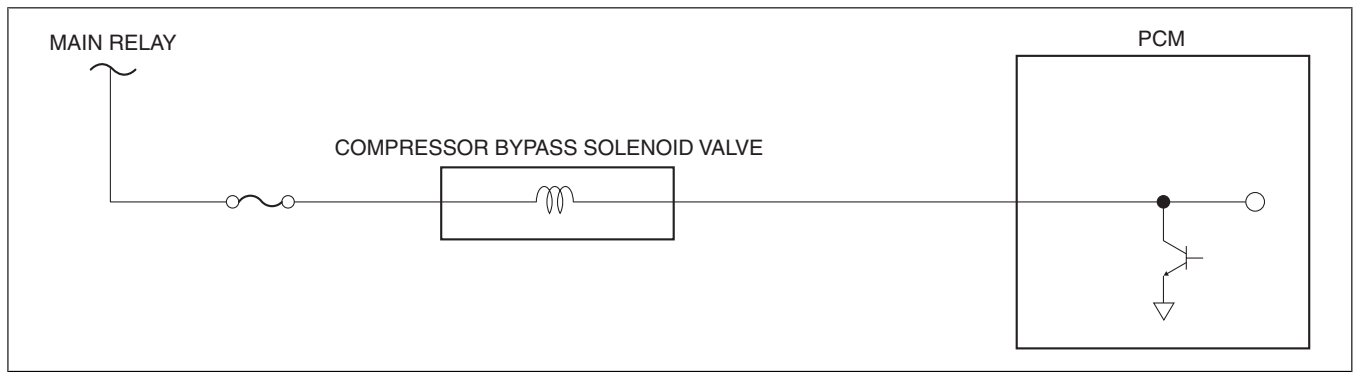 MAIN RELAY
PCM
COMPRESSOR BYPASS SOLENOID VALVE